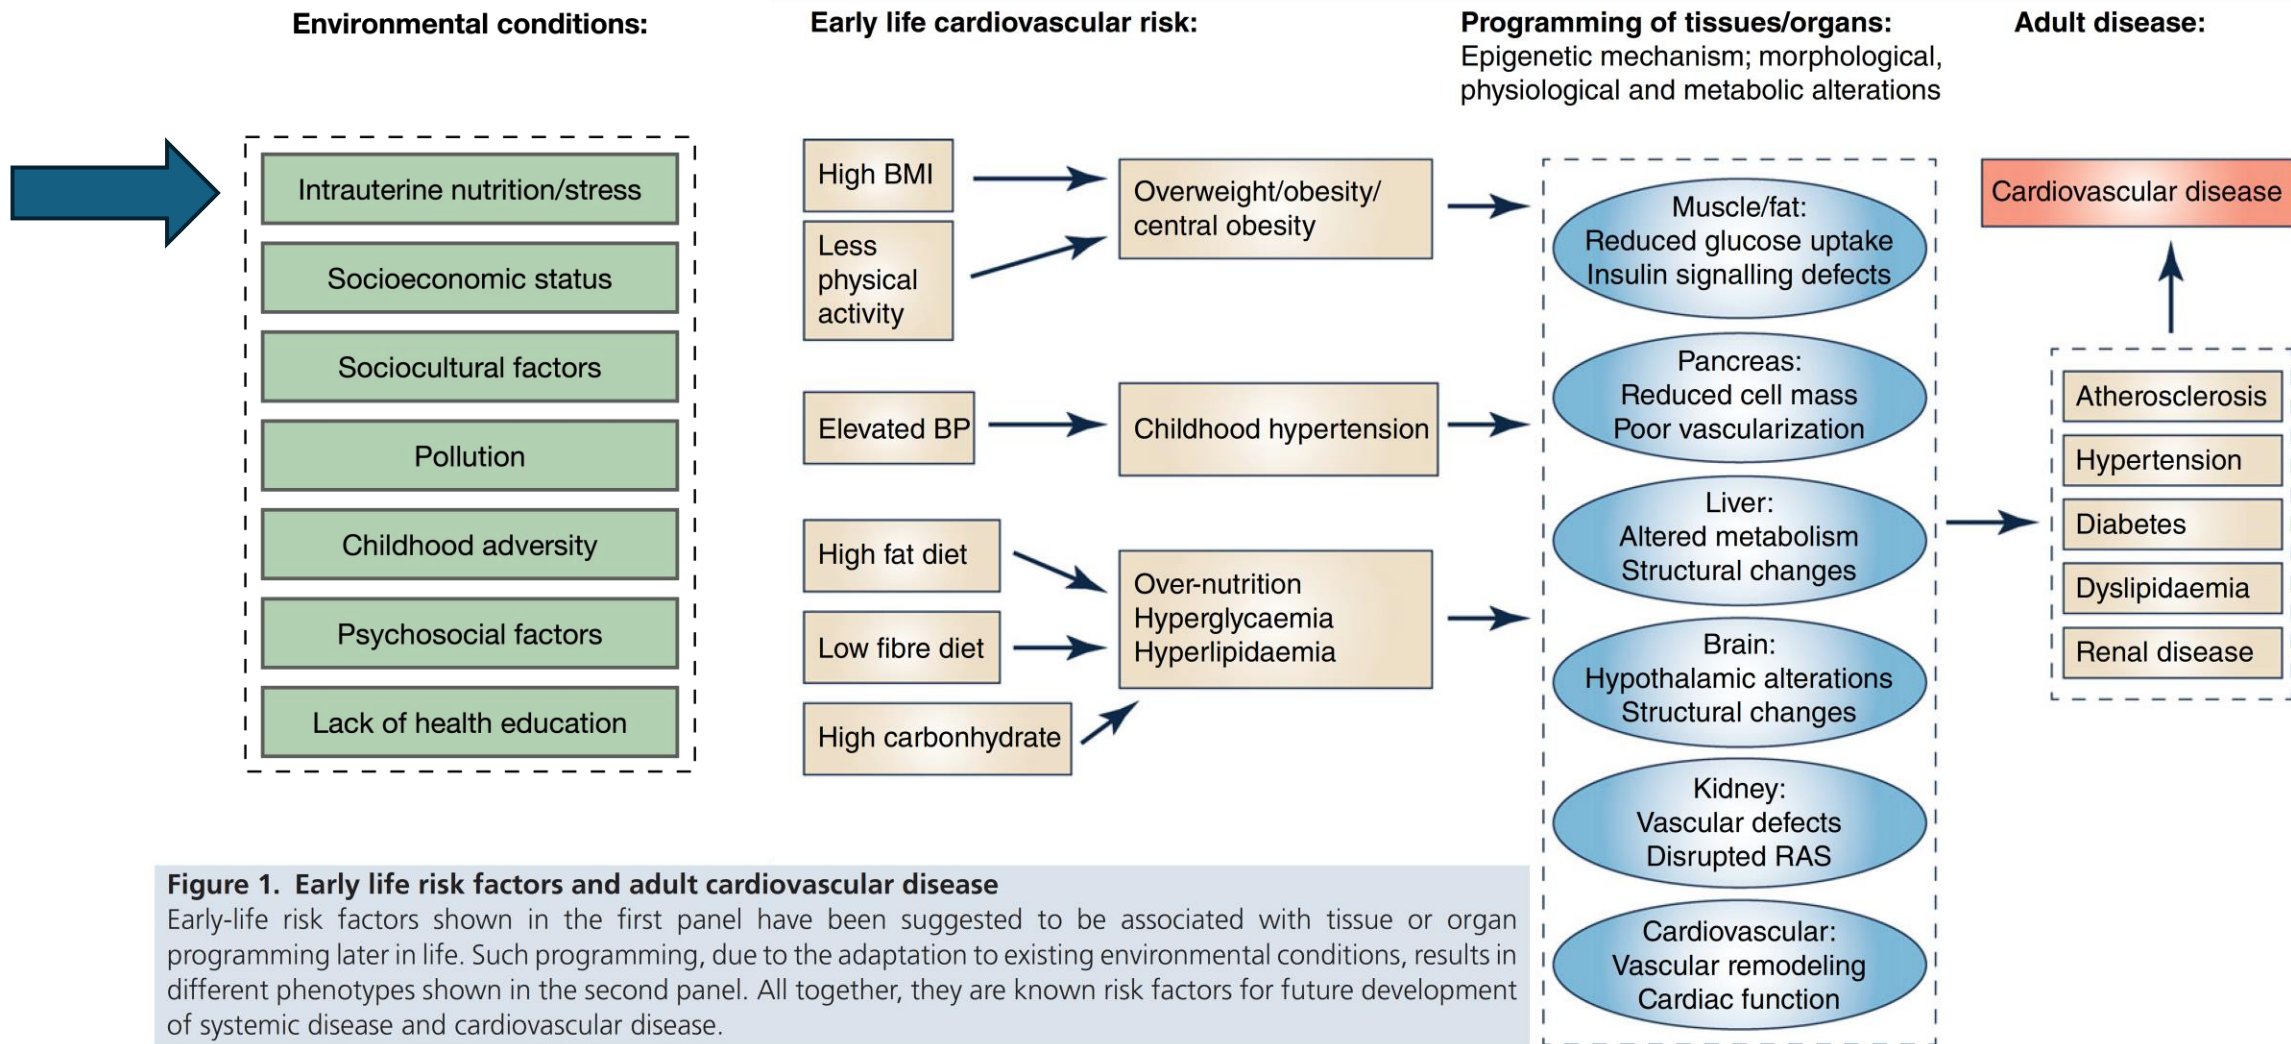 Environmental conditions:
Intrauterine nutrition/stress
Socioeconomic status
Sociocultural factors
Pollution
Childhood adversity
Psychosocial factors
Lack of health education
Early life cardiovascular risk:
High BMI
Less
physical
activity
Overweight/obesity/
central obesity
Elevated BP
Childhood hypertension
High fat diet
Low fibre diet
High carbonhydrate
Over-nutrition
Hyperglycaemia
Hyperlipidaemia
Programming of tissues/organs:
Epigenetic mechanism; morphological,
physiological and metabolic alterations
Muscle/fat:
Reduced glucose uptake
Insulin signalling defects
Pancreas:
Reduced cell mass
Poor vascularization
Liver:
Altered metabolism
Structural changes
Brain:
Hypothalamic alterations
Structural changes
Kidney:
Vascular defects
Disrupted RAS
Cardiovascular:
Vascular remodeling
Cardiac function
Adult disease:
Cardiovascular disease
Atherosclerosis
Hypertension
Diabetes
Dyslipidaemia
Renal disease
Figure 1. Early life risk factors and adult cardiovascular disease
Early-life risk factors shown in the first panel have been suggested to be associated with tissue or organ
programming later in life. Such programming, due to the adaptation to existing environmental conditions, results in
different phenotypes shown in the second panel. All together, they are known risk factors for future development
of systemic disease and cardiovascular disease.